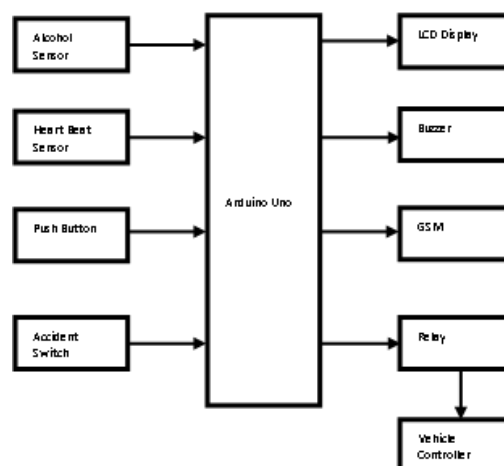 Alcohol
Sensor
Heart Beat
Sensor
Push Button
Accident
Switch
Arduino Uno
LCD Display
Buzzer
GSM
Relay
Vehicle
Controller